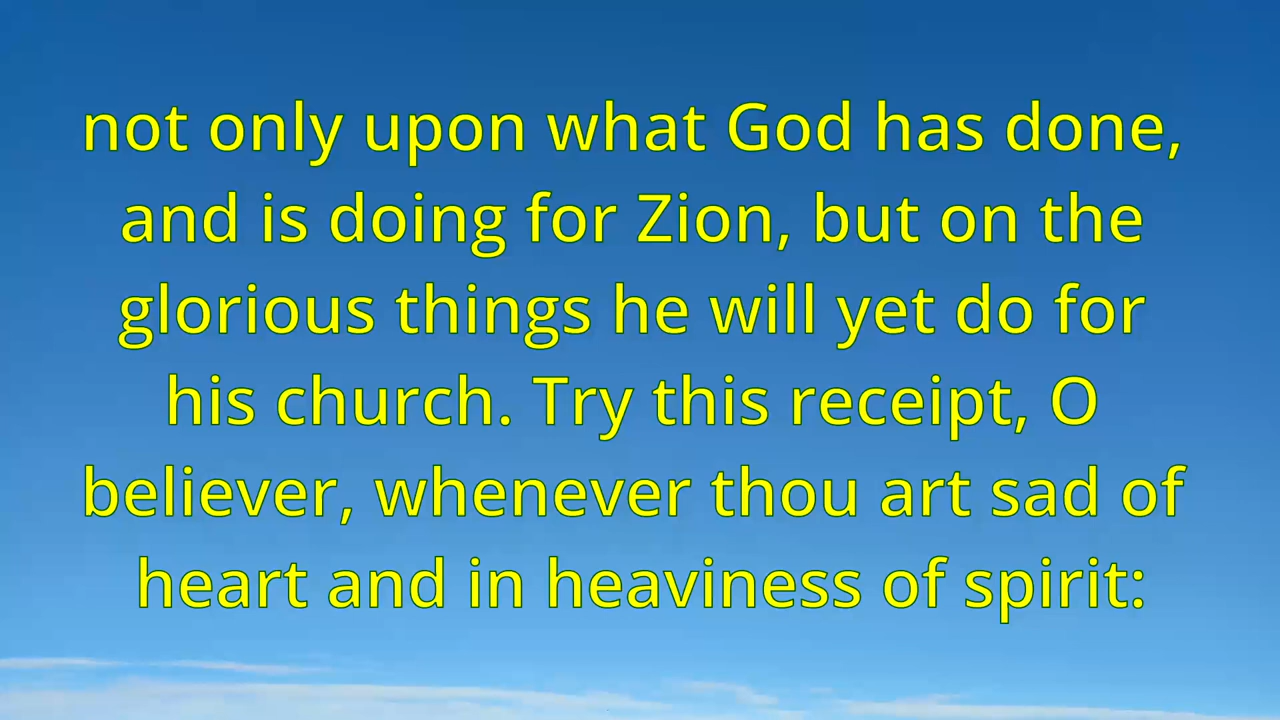 not only upon what God has done,
and is doing for Zion, but on the
glorious things he will yet do for
his church. Try this receipt, O
believer, whenever thou art sad of
heart and in heaviness of spirit: